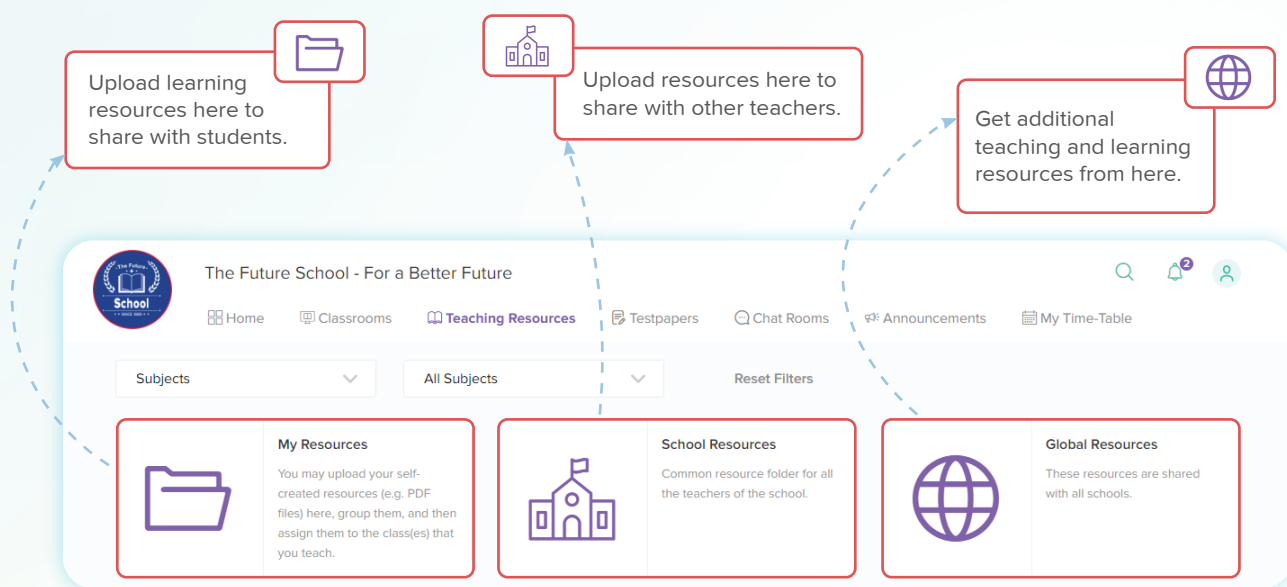 Upload learning
resources here to
share with students.
Upload resources here to
share with other teachers.
Get additional
teaching and learning
resources from here.
The Future
School
SINCE
The Future School - For a Better Future
2
Home
Classrooms
Teaching Resources
Testpapers
Chat Rooms
Announcements
My Time-Table
Subjects
All Subjects
Reset Filters
My Resources
You may upload your self-
created resources (e.g. PDF
files) here, group them, and then
assign them to the class(es) that
you teach.
School Resources
Common resource folder for all
the teachers of the school.
Global Resources
These resources are shared
with all schools.